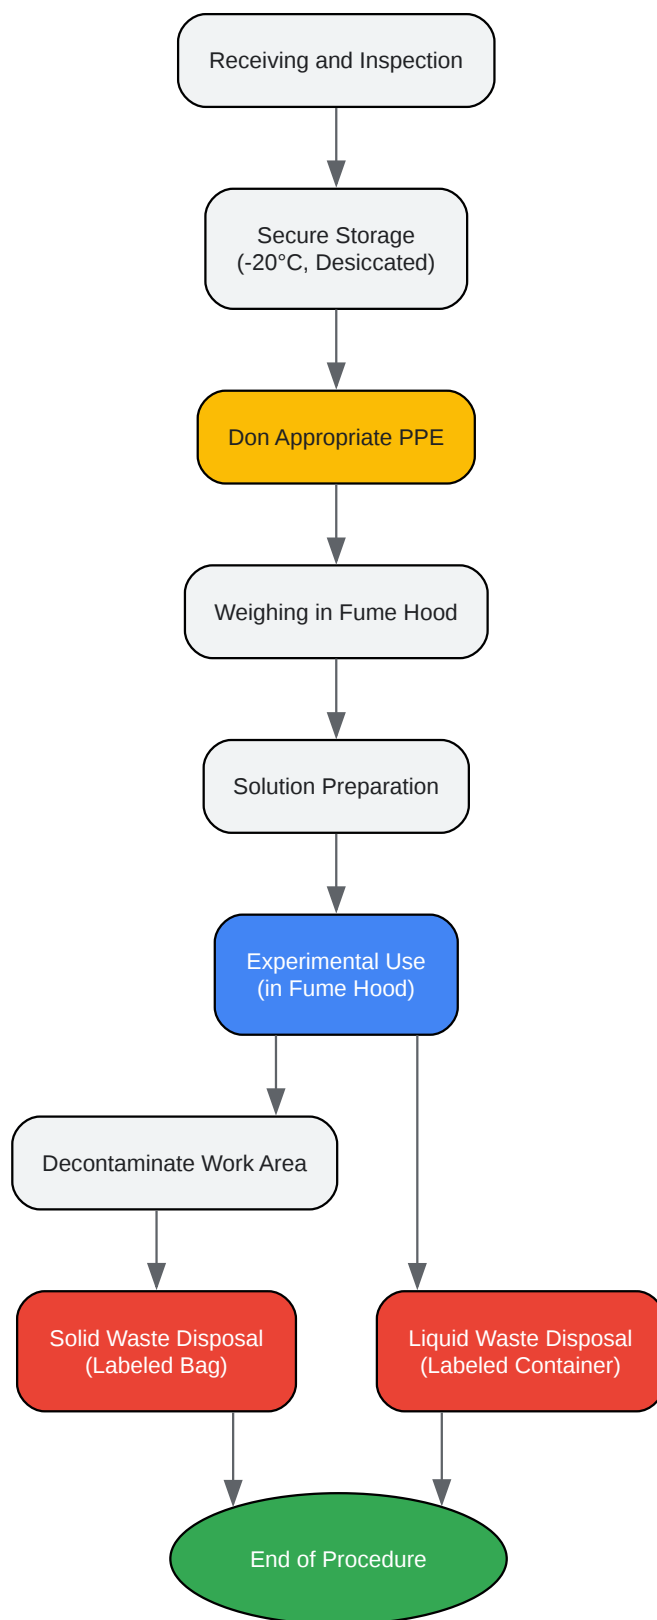 Receiving and Inspection
Secure Storage
(-20°C, Desiccated)
Don Appropriate PPE
Weighing in Fume Hood
Solution Preparation
Experimental Use
(in Fume Hood)
Decontaminate Work Area
Solid Waste Disposal
(Labeled Bag)
Liquid Waste Disposal
(Labeled Container)
End of Procedure